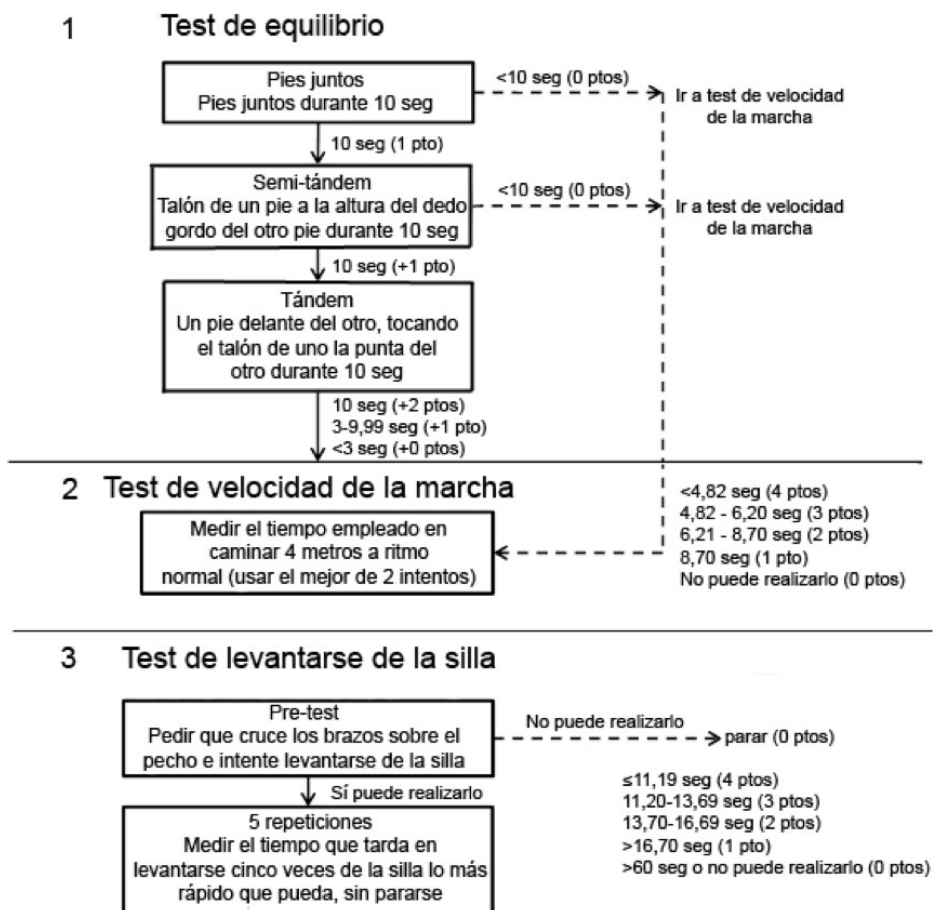 1 Test de equilibrio
Pies juntos
Pies juntos durante 10 seg
<10 seg (0 ptos)
Ir a test de velocidad
de la marcha
10 seg (1 pto)
Semi-tándem
Talón de un pie a la altura del dedo
gordo del otro pie durante 10 seg
<10 seg (0 ptos)
Ir a test de velocidad
de la marcha
10 seg (+1 pto)
Tándem
Un pie delante del otro, tocando
el talón de uno la punta del
otro durante 10 seg
10 seg (+2 ptos)
3-9,99 seg (+1 pto)
<3 seg (+0 ptos)
2 Test de velocidad de la marcha
Medir el tiempo empleado en
caminar 4 metros a ritmo
normal (usar el mejor de 2 intentos)
<4,82 seg (4 ptos)
4,82 - 6,20 seg (3 ptos)
6,21 - 8,70 seg (2 ptos)
8,70 seg (1 pto)
No puede realizarlo (0 ptos)
3 Test de levantarse de la silla
Pre-test
Pedir que cruce los brazos sobre el
pecho e intente levantarse de la silla
No puede realizarlo
parar (0 ptos)
Sí puede realizarlo
5 repeticiones
Medir el tiempo que tarda en
levantarse cinco veces de la silla lo más
rápido que pueda, sin pararse
≤11,19 seg (4 ptos)
11,20-13,69 seg (3 ptos)
13,70-16,69 seg (2 ptos)
>16,70 seg (1 pto)
>60 seg o no puede realizarlo (0 ptos)